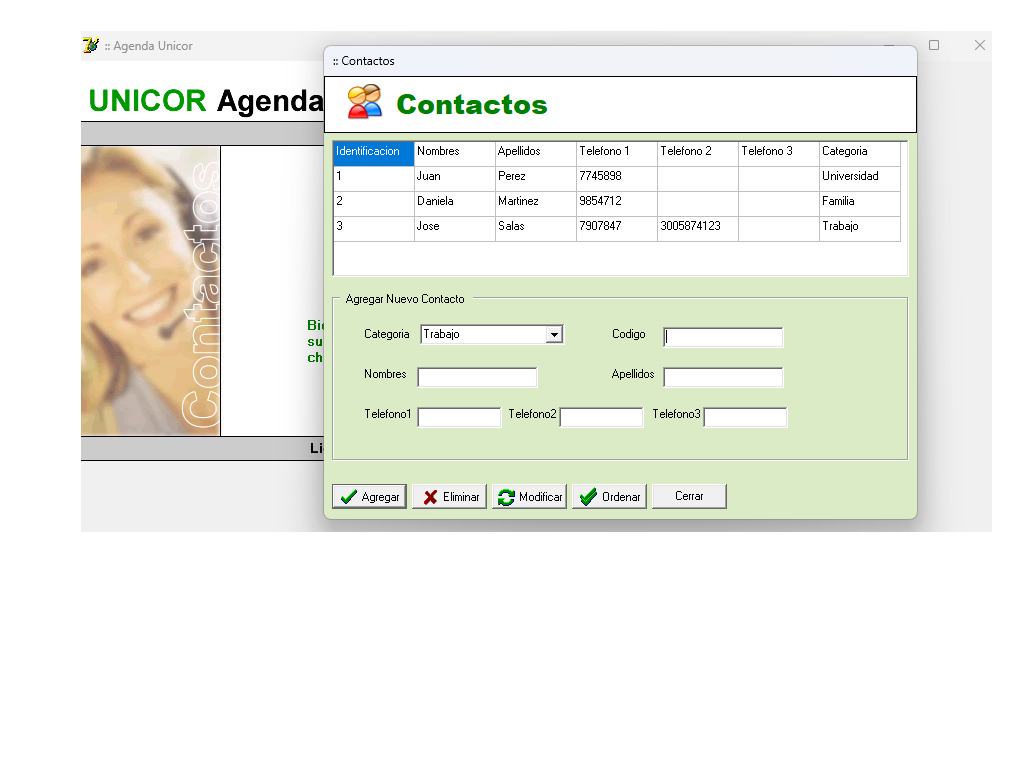 :: Agenda Unicor
:: Contactos
UNICOR Agenda
Contactos
Identificacion Nombres Apellidos Telefono 1 Telefono 2 Telefono 3 Categoria
1 Juan Perez 7745898 Universidad
2 Daniela Martinez 9854712 Familia
3 Jose Salas 7907847 3005874123 Trabajo
Contactos
Agregar Nuevo Contacto
Bi
su
ch
Categoria Trabajo Codigo
Nombres Apellidos
Telefono1 Telefono2 Telefono3
Li
Agregar Eliminar Modificar Ordenar Cerrar